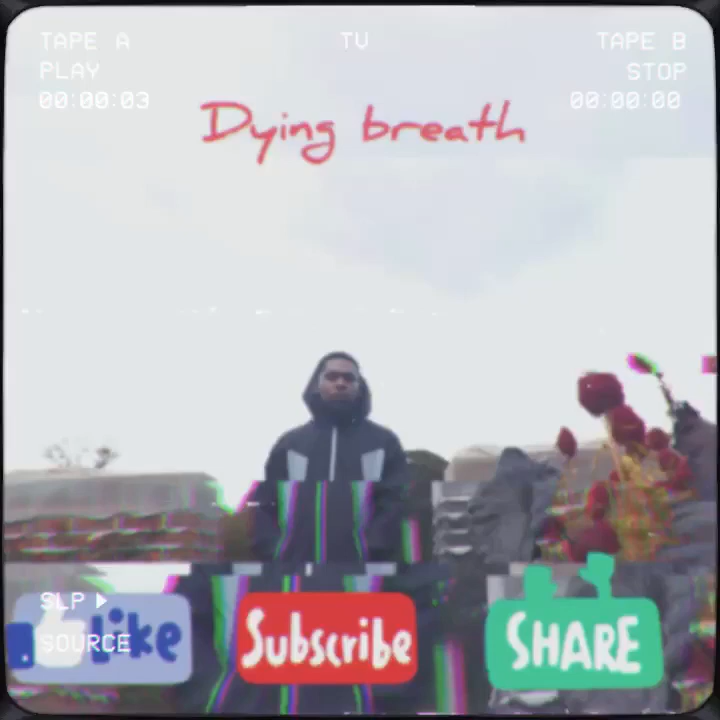 TAPE A
TV
TAPE B
PLAY
STOP
00:00:03
00:00:00
Dying breath
SLP
SOURCE
Like
Subscribe
SHARE